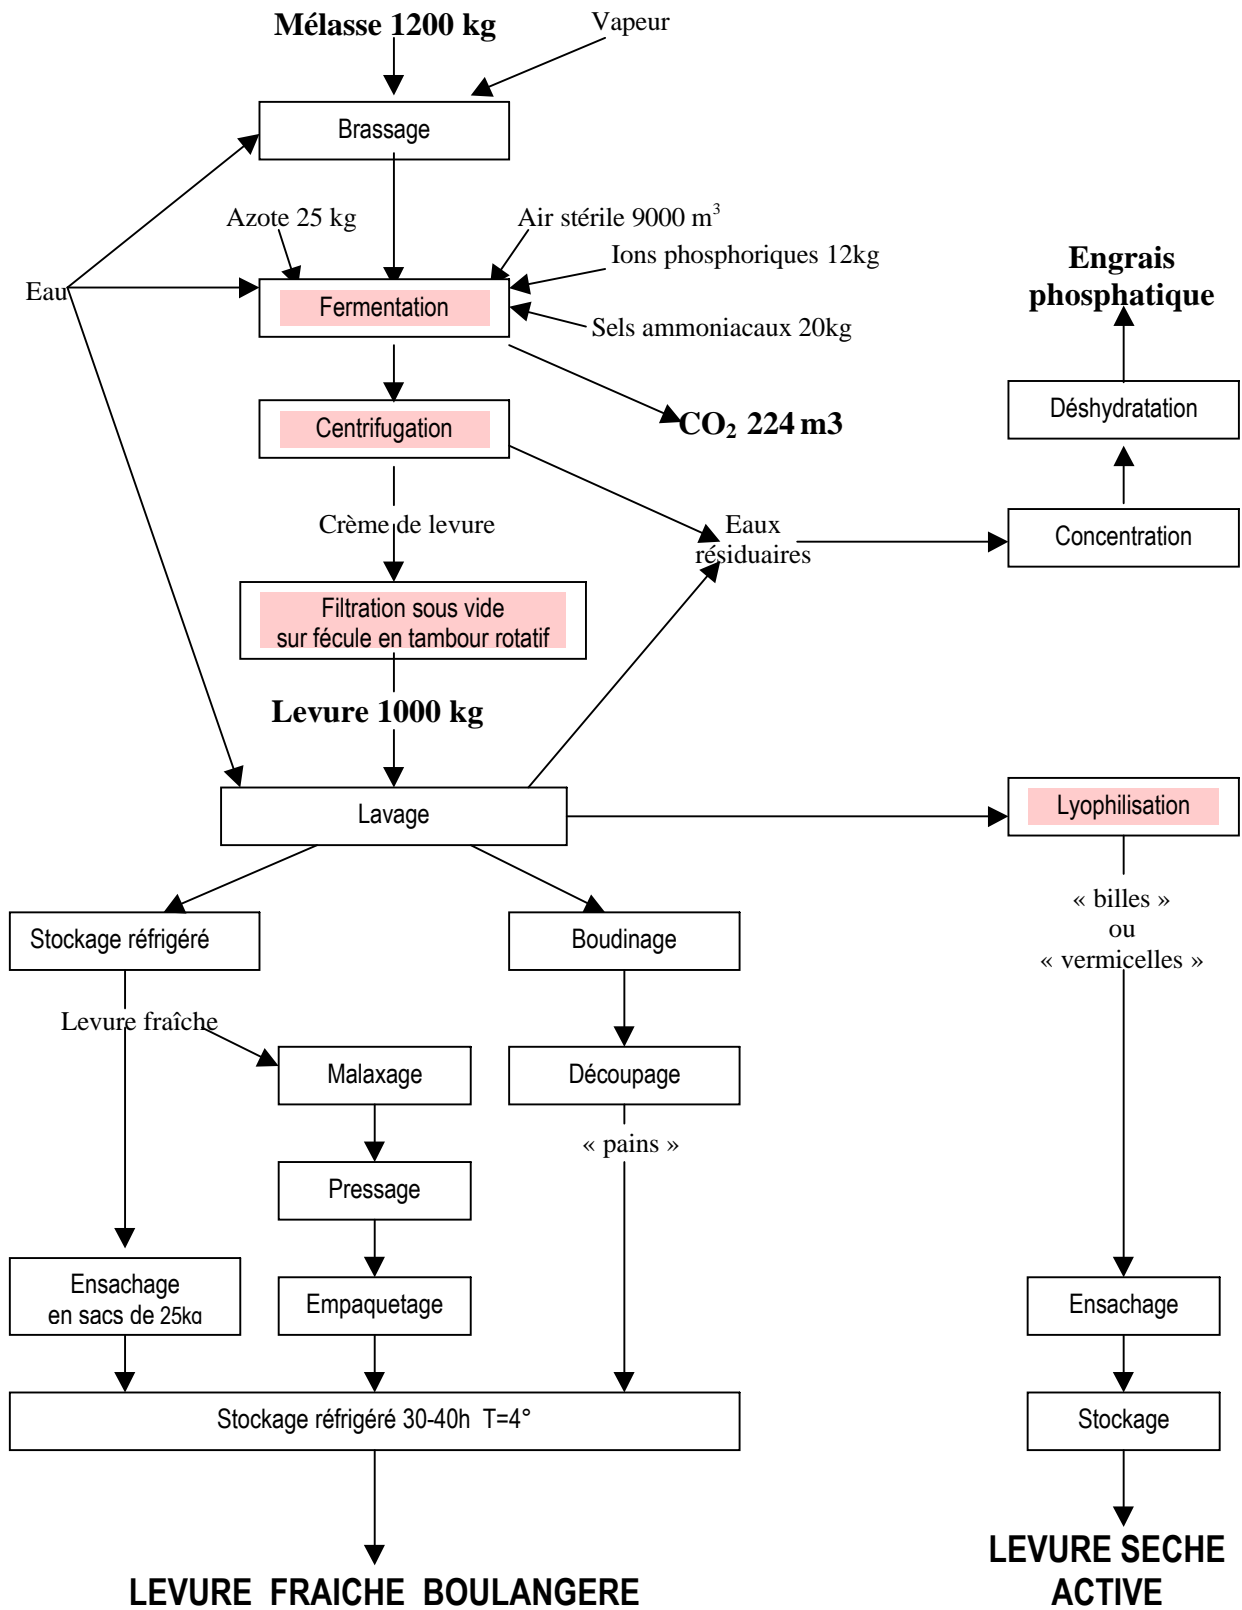 Mélasse 1200 kg
Vapeur
Brassage
Azote 25 kg
Air stérile 9000 m³
Ions phosphoriques 12kg
Eau
Fermentation
Sels ammoniacaux 20kg
Engrais
phosphatique
Déshydratation
Centrifugation
CO₂ 224 m3
Crème de levure
Eaux
résiduaires
Concentration
Filtration sous vide
sur fécule en tambour rotatif
Levure 1000 kg
Lavage
Lyophilisation
Stockage réfrigéré
Boudinage
« billes »
ou
« vermicelles »
Levure fraîche
Malaxage
Découpage
« pains »
Pressage
Ensachage
en sacs de 25kg
Empaquetage
Ensachage
Stockage réfrigéré 30-40h T=4°
Stockage
LEVURE FRAICHE BOULANGERE
LEVURE SECHE
ACTIVE